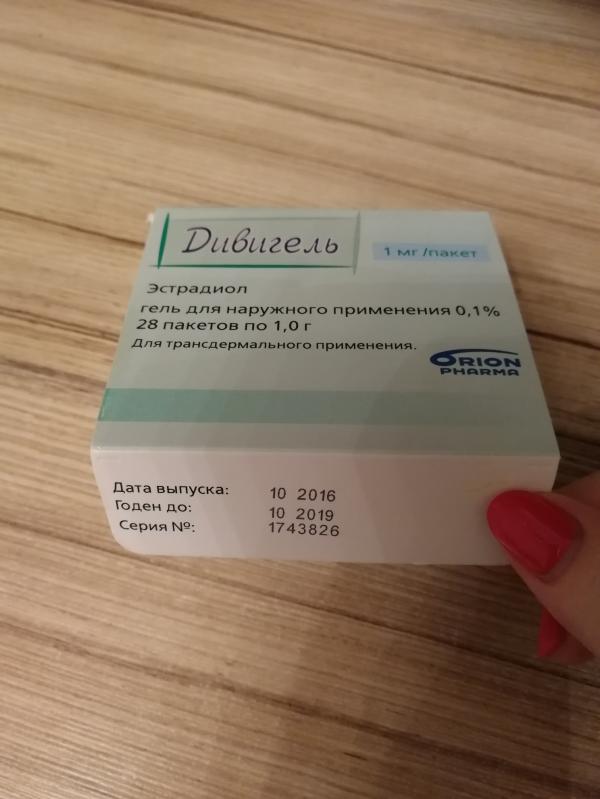 Дивигель
1 мг /пакет
Эстрадиол
гель для наружного применения 0,1%
28 пакетов по 1,0 г
Для трансдермального применения.
ORION
PHARMA
Дата выпуска: 10 2016
Годен до: 10 2019
Серия №: 1743826